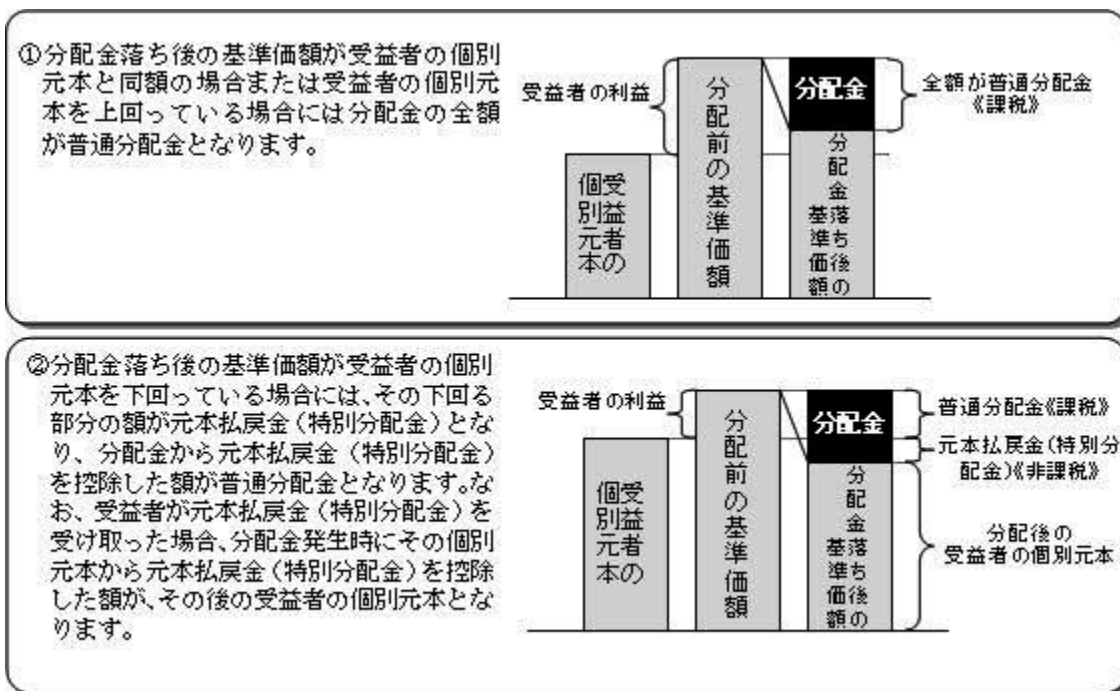 ①分配金落ち後の基準価額が受益者の個別
元本と同額の場合または受益者の個別元
本を上回っている場合には分配金の全額
が普通分配金となります。
受益者の利益
個別元本
受益者の
分配前の基準価額
分配金
分配金落ち後の
基準価額
全額が普通分配金
《課税》
②分配金落ち後の基準価額が受益者の個別
元本を下回っている場合には、その下回る
部分の額が元本払戻金（特別分配金）とな
り、分配金から元本払戻金（特別分配金）
を控除した額が普通分配金となります。な
お、受益者が元本払戻金（特別分配金）を
受け取った場合、分配金発生時にその個別
元本から元本払戻金（特別分配金）を控除
した額が、その後の受益者の個別元本とな
ります。
受益者の利益
受益者の
個別元本
分配前の基準価額
分配金
分配金落ち後の
基準価額
普通分配金《課税》
元本払戻金(特別分
配金)《非課税》
分配後の
受益者の個別元本